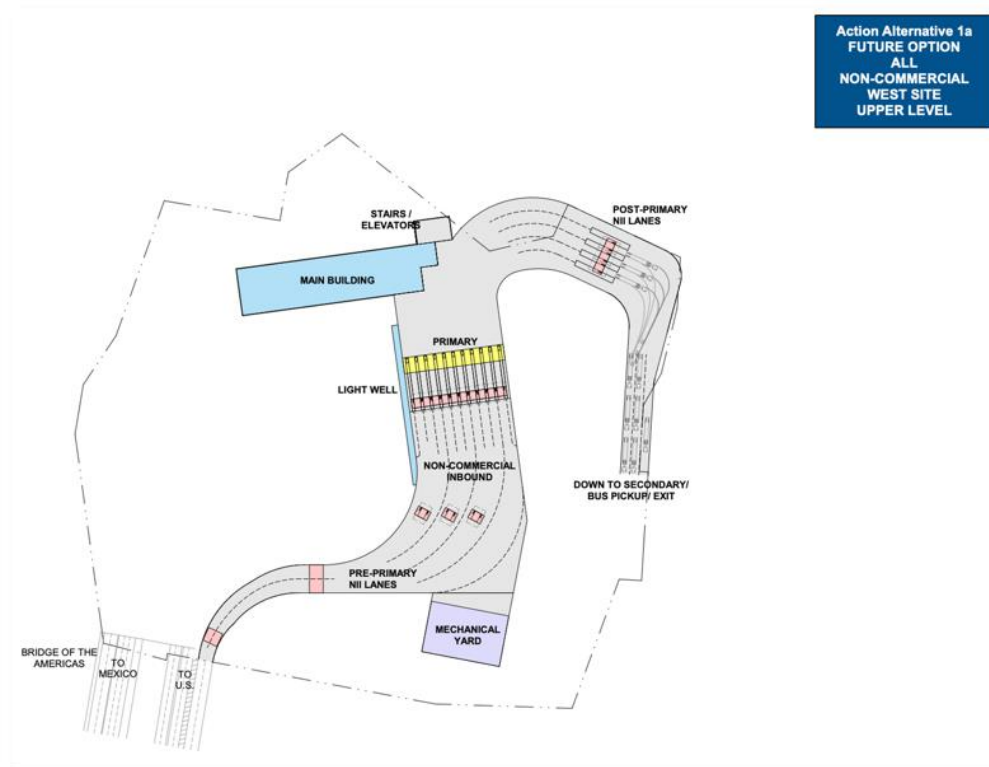 Action Alternative 1a
FUTURE OPTION
ALL
NON-COMMERCIAL
WEST SITE
UPPER LEVEL
STAIRS /
ELEVATORS
POST-PRIMARY
NII LANES
MAIN BUILDING
PRIMARY
LIGHT WELL
NON-COMMERCIAL
INBOUND
DOWN TO SECONDARY/
BUS PICKUP/ EXIT
PRE-PRIMARY
NII LANES
MECHANICAL
YARD
BRIDGE OF THE
AMERICAS
TO
MEXICO
TO
U.S.